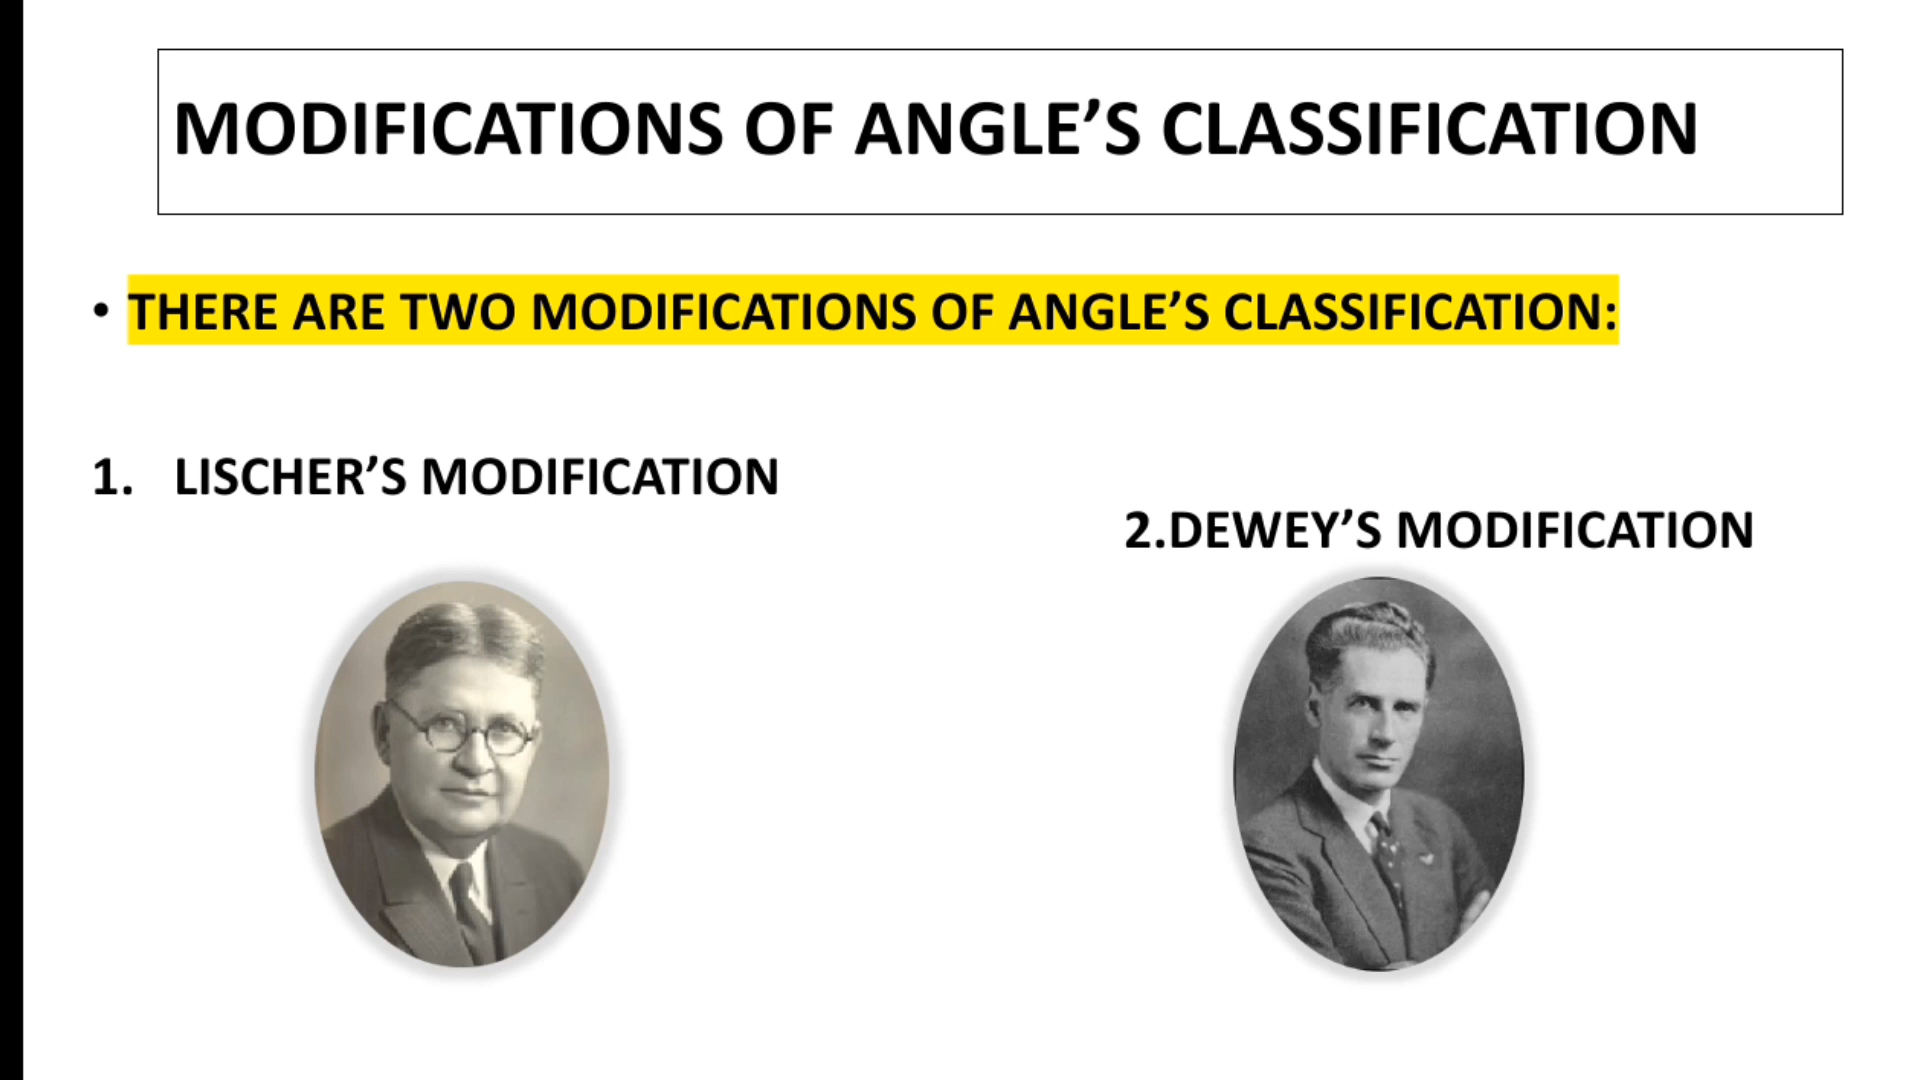 MODIFICATIONS OF ANGLE’S CLASSIFICATION
• THERE ARE TWO MODIFICATIONS OF ANGLE’S CLASSIFICATION:
1. LISCHER’S MODIFICATION
2.DEWEY’S MODIFICATION